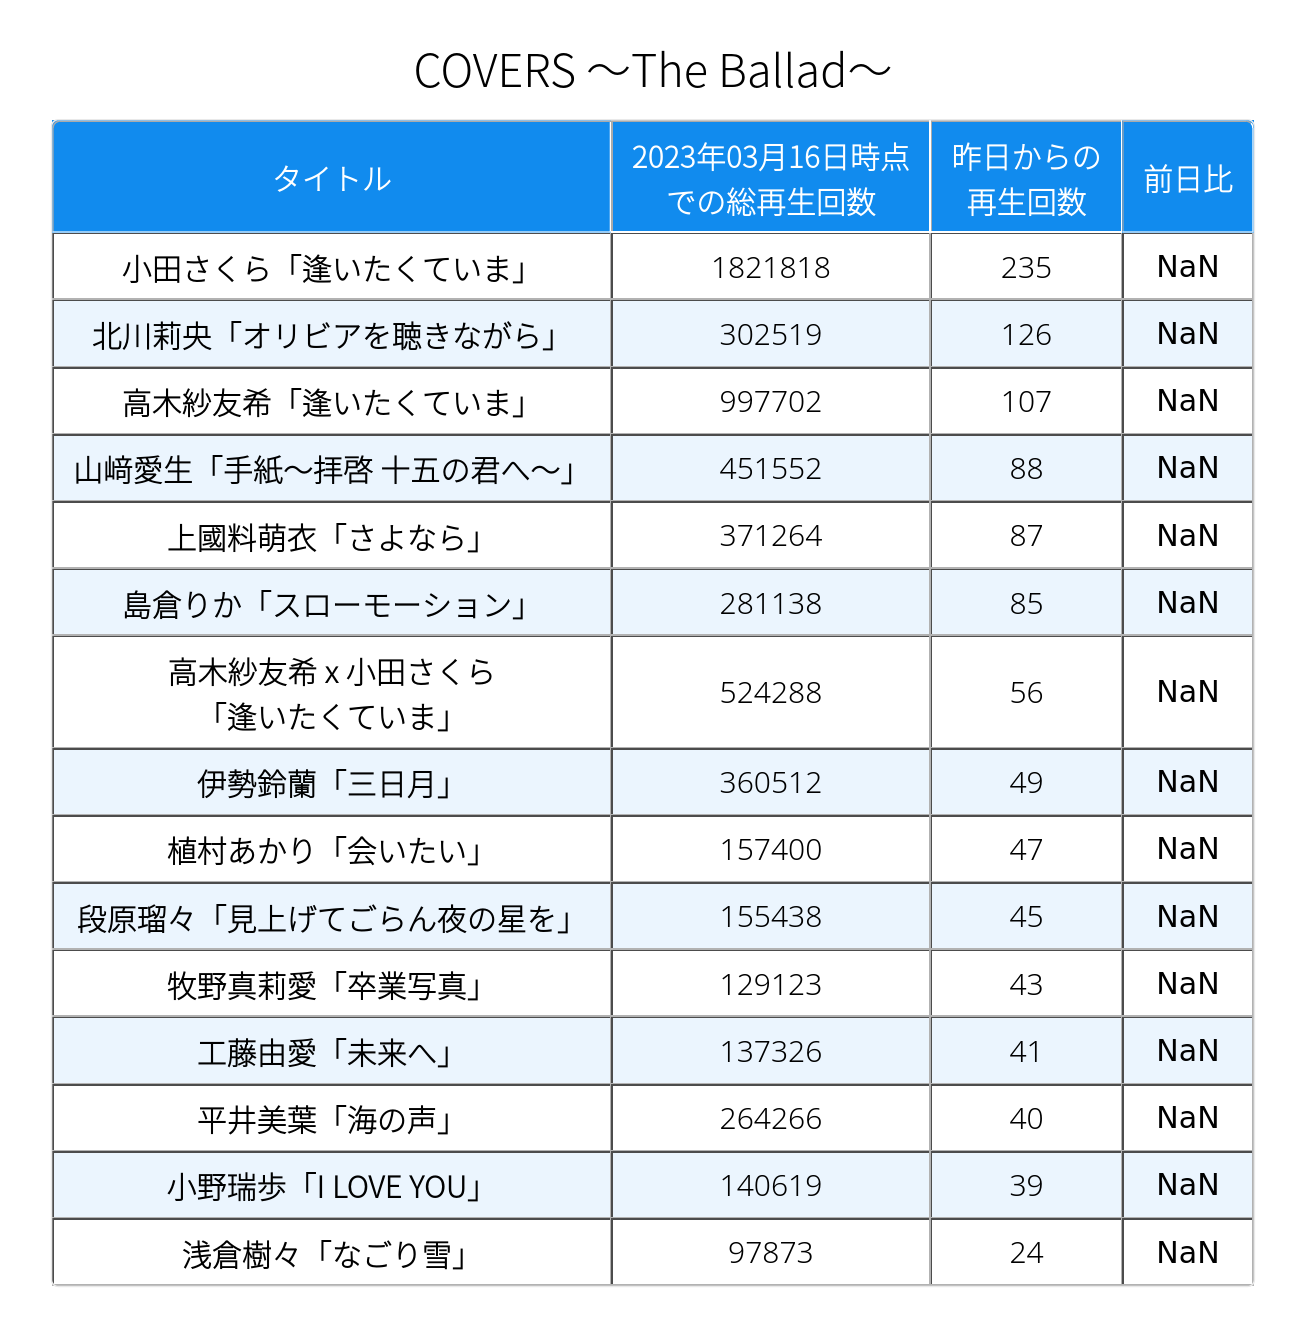 COVERS ～The Ballad～
タイトル
2023年03月16日時点
での総再生回数
昨日からの
再生回数
前日比
小田さくら「逢いたくていま」 1821818 235 NaN
北川莉央「オリビアを聴きながら」 302519 126 NaN
高木紗友希「逢いたくていま」 997702 107 NaN
山﨑愛生「手紙～拝啓 十五の君へ～」 451552 88 NaN
上國料萌衣「さよなら」 371264 87 NaN
島倉りか「スローモーション」 281138 85 NaN
高木紗友希 x 小田さくら
「逢いたくていま」 524288 56 NaN
伊勢鈴蘭「三日月」 360512 49 NaN
植村あかり「会いたい」 157400 47 NaN
段原瑠々「見上げてごらん夜の星を」 155438 45 NaN
牧野真莉愛「卒業写真」 129123 43 NaN
工藤由愛「未来へ」 137326 41 NaN
平井美葉「海の声」 264266 40 NaN
小野瑞歩「I LOVE YOU」 140619 39 NaN
浅倉樹々「なごり雪」 97873 24 NaN